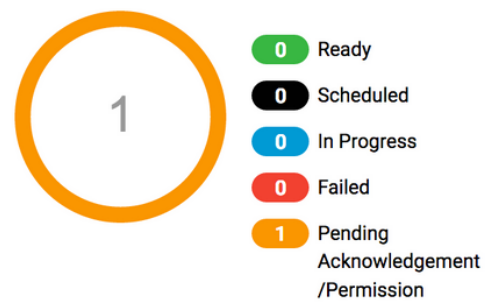 1
0 Ready
0 Scheduled
0 In Progress
0 Failed
1 Pending
Acknowledgement
/Permission